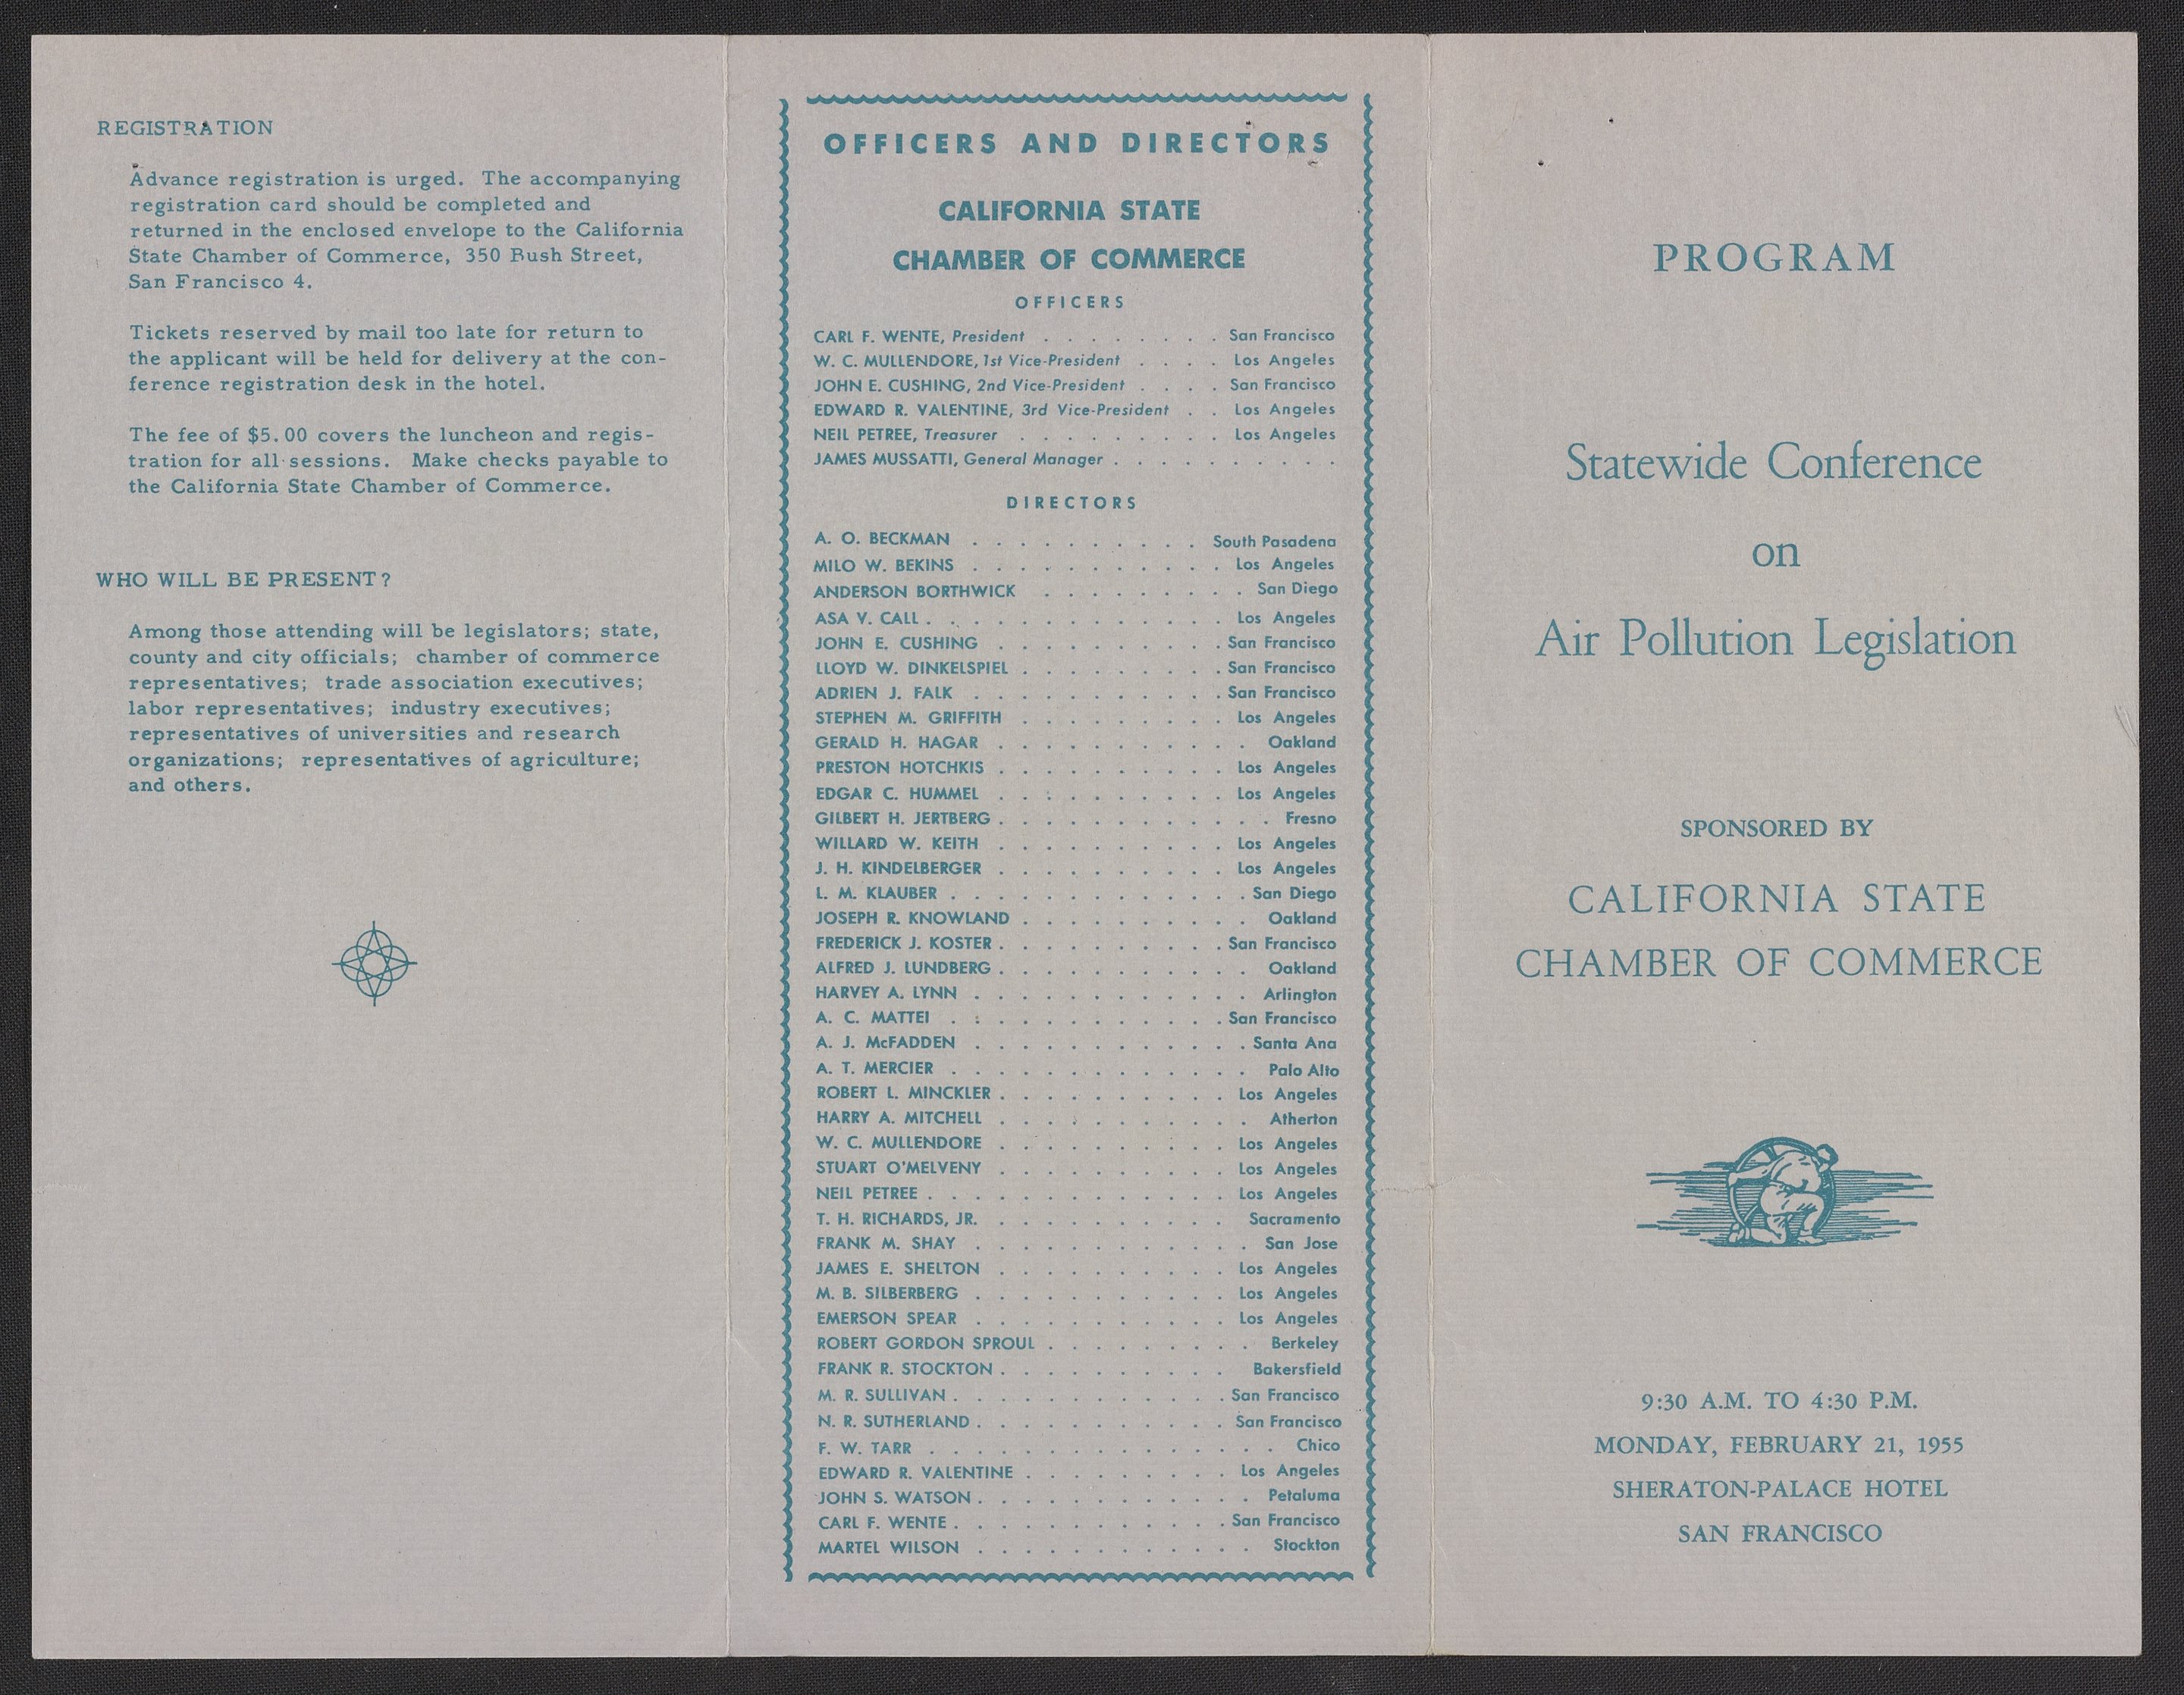 REGISTRATION
Advance registration is urged. The accompanying
registration card should be completed and
returned in the enclosed envelope to the California
State Chamber of Commerce, 350 Bush Street,
San Francisco 4.
Tickets reserved by mail too late for return to
the applicant will be held for delivery at the con-
ference registration desk in the hotel.
The fee of $5.00 covers the luncheon and regis-
tration for all sessions. Make checks payable to
the California State Chamber of Commerce.
WHO WILL BE PRESENT?
Among those attending will be legislators; state,
county and city officials; chamber of commerce
representatives; trade association executives;
labor representatives; industry executives;
representatives of universities and research
organizations; representatives of agriculture;
and others.
OFFICERS AND DIRECTORS
CALIFORNIA STATE
CHAMBER OF COMMERCE
OFFICERS
CARL F. WENTE, President . . . . . . . . San Francisco
W. C. MULLENDORE, 1st Vice-President . . . . Los Angeles
JOHN E. CUSHING, 2nd Vice-President . . . . San Francisco
EDWARD R. VALENTINE, 3rd Vice-President . . Los Angeles
NEIL PETREE, Treasurer . . . . . . . . . Los Angeles
JAMES MUSSATTI, General Manager . . . . . . . . . .
DIRECTORS
A. O. BECKMAN . . . . . . . . . . South Pasadena
MILO W. BEKINS . . . . . . . . . . . Los Angeles
ANDERSON BORTHWICK . . . . . . . . . San Diego
ASA V. CALL . . . . . . . . . . . . . Los Angeles
JOHN E. CUSHING . . . . . . . . . . San Francisco
LLOYD W. DINKELSPIEL . . . . . . . . . San Francisco
ADRIEN J. FALK . . . . . . . . . . . San Francisco
STEPHEN M. GRIFFITH . . . . . . . . . Los Angeles
GERALD H. HAGAR . . . . . . . . . . . Oakland
PRESTON HOTCHKIS . . . . . . . . . . Los Angeles
EDGAR C. HUMMEL . . . . . . . . . . Los Angeles
GILBERT H. JERTBERG . . . . . . . . . . . . Fresno
WILLARD W. KEITH . . . . . . . . . . Los Angeles
J. H. KINDELBERGER . . . . . . . . . . Los Angeles
L. M. KLAUBER . . . . . . . . . . . . . San Diego
JOSEPH R. KNOWLAND . . . . . . . . . . Oakland
FREDERICK J. KOSTER . . . . . . . . . . San Francisco
ALFRED J. LUNDBERG . . . . . . . . . . . Oakland
HARVEY A. LYNN . . . . . . . . . . . . Arlington
A. C. MATTEI . . . . . . . . . . . . San Francisco
A. J. McFADDEN . . . . . . . . . . . . Santa Ana
A. T. MERCIER . . . . . . . . . . . . . Palo Alto
ROBERT L. MINCKLER . . . . . . . . . . Los Angeles
HARRY A. MITCHELL . . . . . . . . . . . Atherton
W. C. MULLENDORE . . . . . . . . . . Los Angeles
STUART O'MELVENY . . . . . . . . . . Los Angeles
NEIL PETREE . . . . . . . . . . . . . Los Angeles
T. H. RICHARDS, JR. . . . . . . . . . . Sacramento
FRANK M. SHAY . . . . . . . . . . . . San Jose
JAMES E. SHELTON . . . . . . . . . . Los Angeles
M. B. SILBERBERG . . . . . . . . . . . Los Angeles
EMERSON SPEAR . . . . . . . . . . . Los Angeles
ROBERT GORDON SPROUL . . . . . . . . . Berkeley
FRANK R. STOCKTON . . . . . . . . . . Bakersfield
M. R. SULLIVAN . . . . . . . . . . . . San Francisco
N. R. SUTHERLAND . . . . . . . . . . . San Francisco
F. W. TARR . . . . . . . . . . . . . . . Chico
EDWARD R. VALENTINE . . . . . . . . . Los Angeles
JOHN S. WATSON . . . . . . . . . . . . Petaluma
CARL F. WENTE . . . . . . . . . . . . San Francisco
MARTEL WILSON . . . . . . . . . . . . Stockton
PROGRAM
Statewide Conference
on
Air Pollution Legislation
SPONSORED BY
CALIFORNIA STATE
CHAMBER OF COMMERCE
9:30 A.M. TO 4:30 P.M.
MONDAY, FEBRUARY 21, 1955
SHERATON-PALACE HOTEL
SAN FRANCISCO